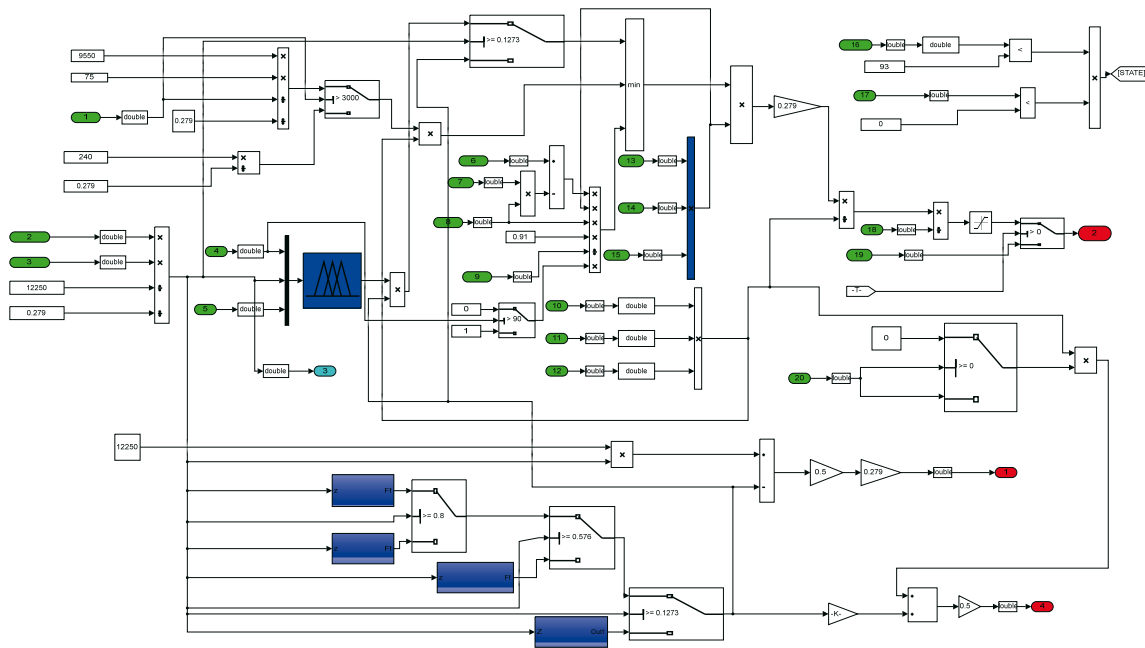 >= 0.1273
9550
75
1
double
0.279
> 3000
240
0.279
min
0.279
16
double
double
93
<
[STATE]
17
double
0
<
6
double
7
double
8
double
0.91
9
double
13
double
14
double
15
double
2
double
3
double
12250
0.279
4
double
5
double
double
3
0
> 90
1
10
double
double
11
double
double
12
double
double
18
double
19
double
> 0
2
-T-
0
>= 0
20
double
12250
0.5
0.279
double
1
z
Ft
>= 0.8
z
Ft
>= 0.576
z
Ft
>= 0.1273
Z
Out1
-K-
0.5
double
4